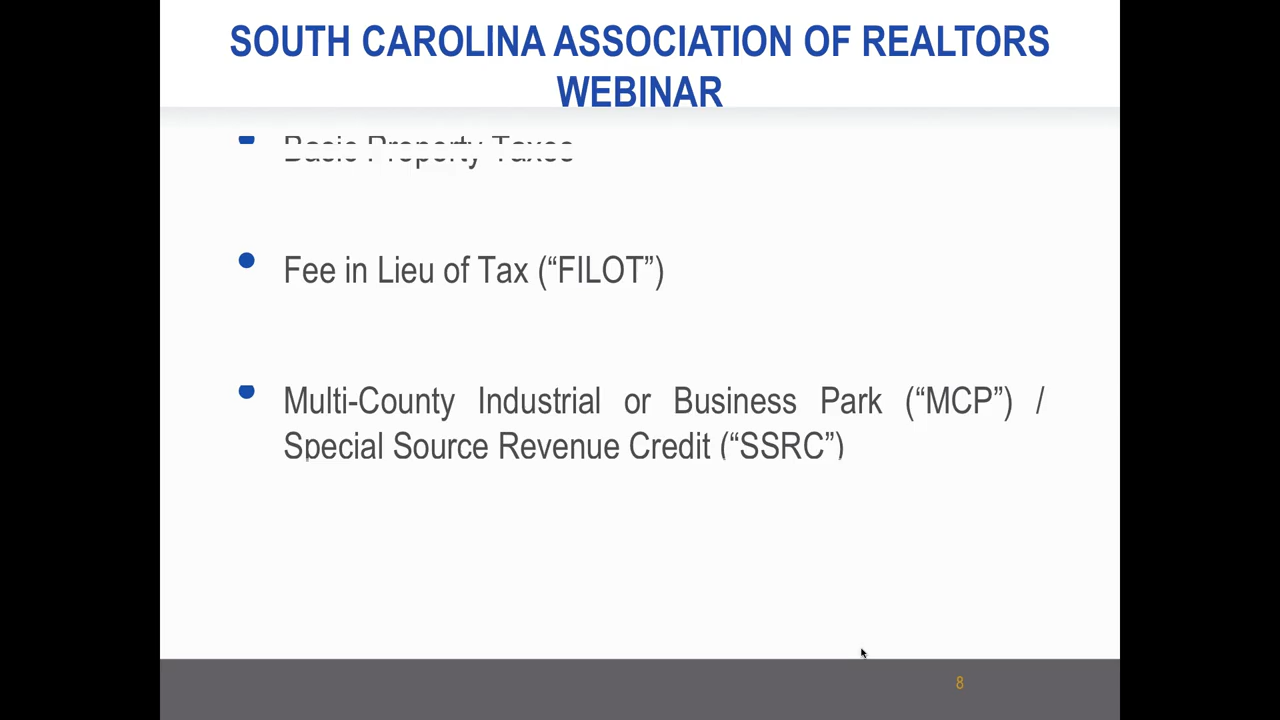 SOUTH CAROLINA ASSOCIATION OF REALTORS
WEBINAR
Basic Property Taxes
Fee in Lieu of Tax (“FILOT”)
Multi-County Industrial or Business Park (“MCP”) /
Special Source Revenue Credit (“SSRC”)
8